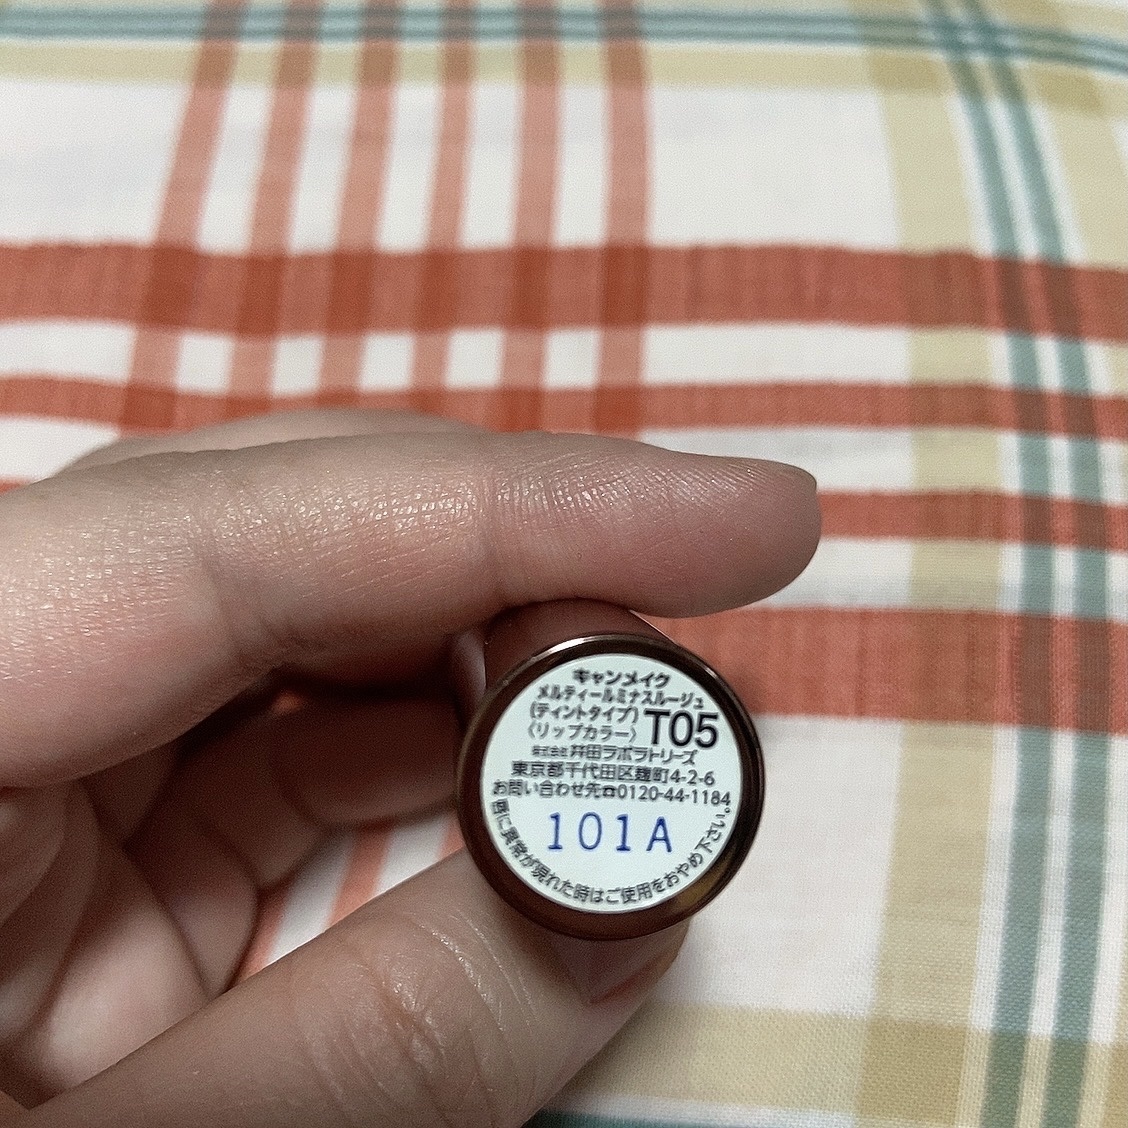 キャンメイク
メルティールミナスルージュ
(ティントタイプ) T05
〈リップカラー〉
株式会社 井田ラボラトリーズ
東京都千代田区麹町4-2-6
お問い合わせ先☎0120-44-1184
101A
唇に異常が現れた時はご使用をおやめ下さい。